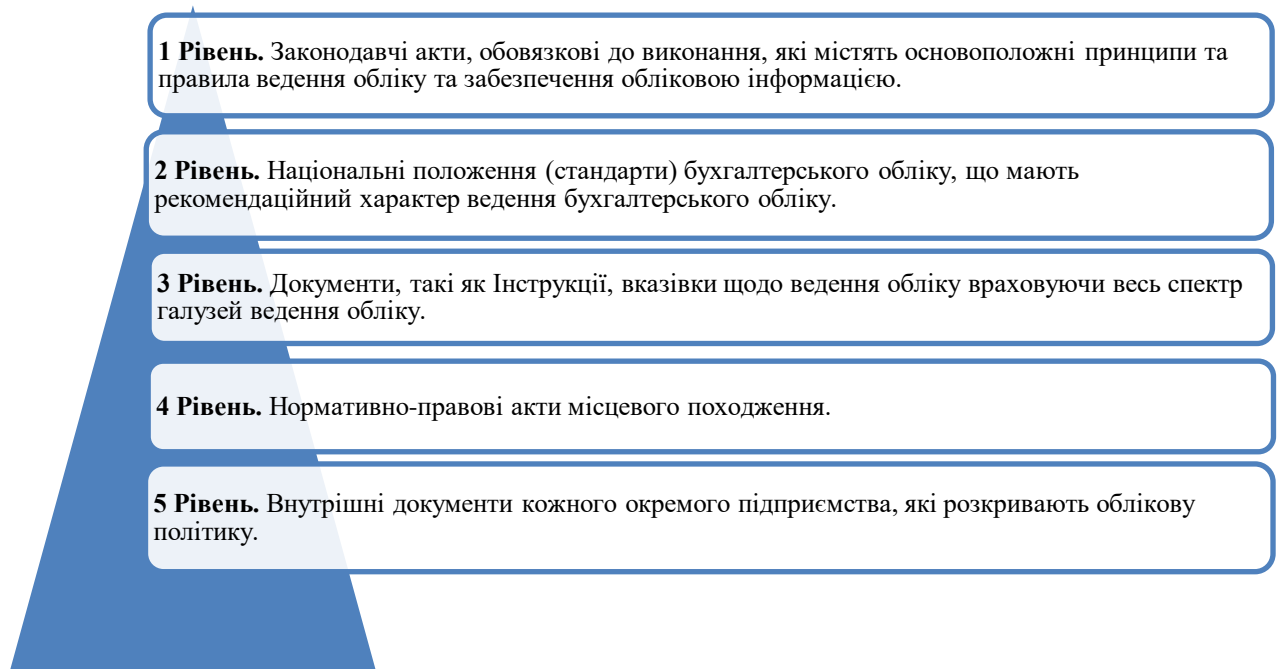 1 Рівень. Законодавчі акти, обовязкові до виконання, які містять основоположні принципи та
правила ведення обліку та забезпечення обліковою інформацією.
2 Рівень. Національні положення (стандарти) бухгалтерського обліку, що мають
рекомендаційний характер ведення бухгалтерського обліку.
3 Рівень. Документи, такі як Інструкції, вказівки щодо ведення обліку враховуючи весь спектр
галузей ведення обліку.
4 Рівень. Нормативно-правові акти місцевого походження.
5 Рівень. Внутрішні документи кожного окремого підприємства, які розкривають облікову
політику.